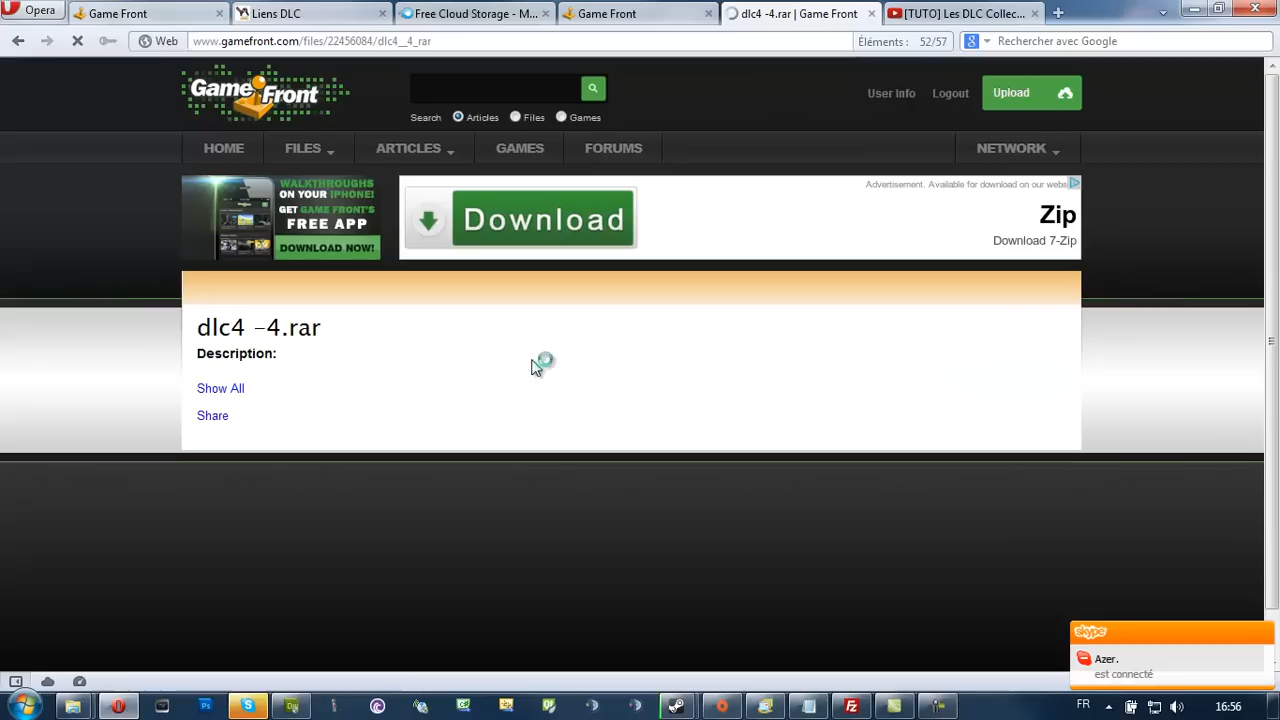 Opera
Game Front
Liens DLC
Free Cloud Storage - M...
Game Front
dlc4 -4.rar | Game Front
[TUTO] Les DLC Collec...
Web
www.gamefront.com/files/22456084/dlc4__4_rar
Éléments : 52/57
Rechercher avec Google
Game Front
Search
Articles
Files
Games
User Info
Logout
Upload
HOME
FILES
ARTICLES
GAMES
FORUMS
NETWORK
WALKTHROUGHS
ON YOUR IPHONE!
GET GAME FRONT'S
FREE APP
DOWNLOAD NOW!
Download
Advertisement. Available for download on our webs
Zip
Download 7-Zip
dlc4 –4.rar
Description:
Show All
Share
skype
Azer.
est connecté
FR
16:56